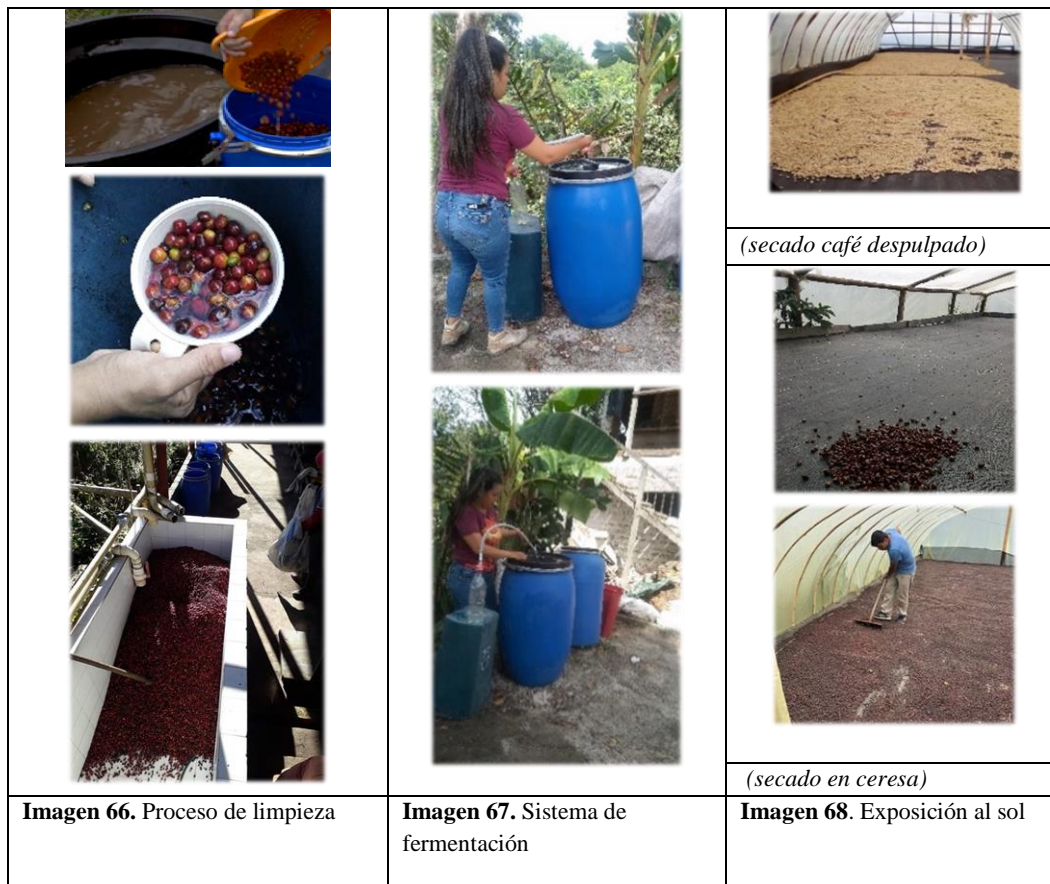 (secado café despulpado)
(secado en ceresa)
Imagen 66. Proceso de limpieza
Imagen 67. Sistema de
fermentación
Imagen 68. Exposición al sol